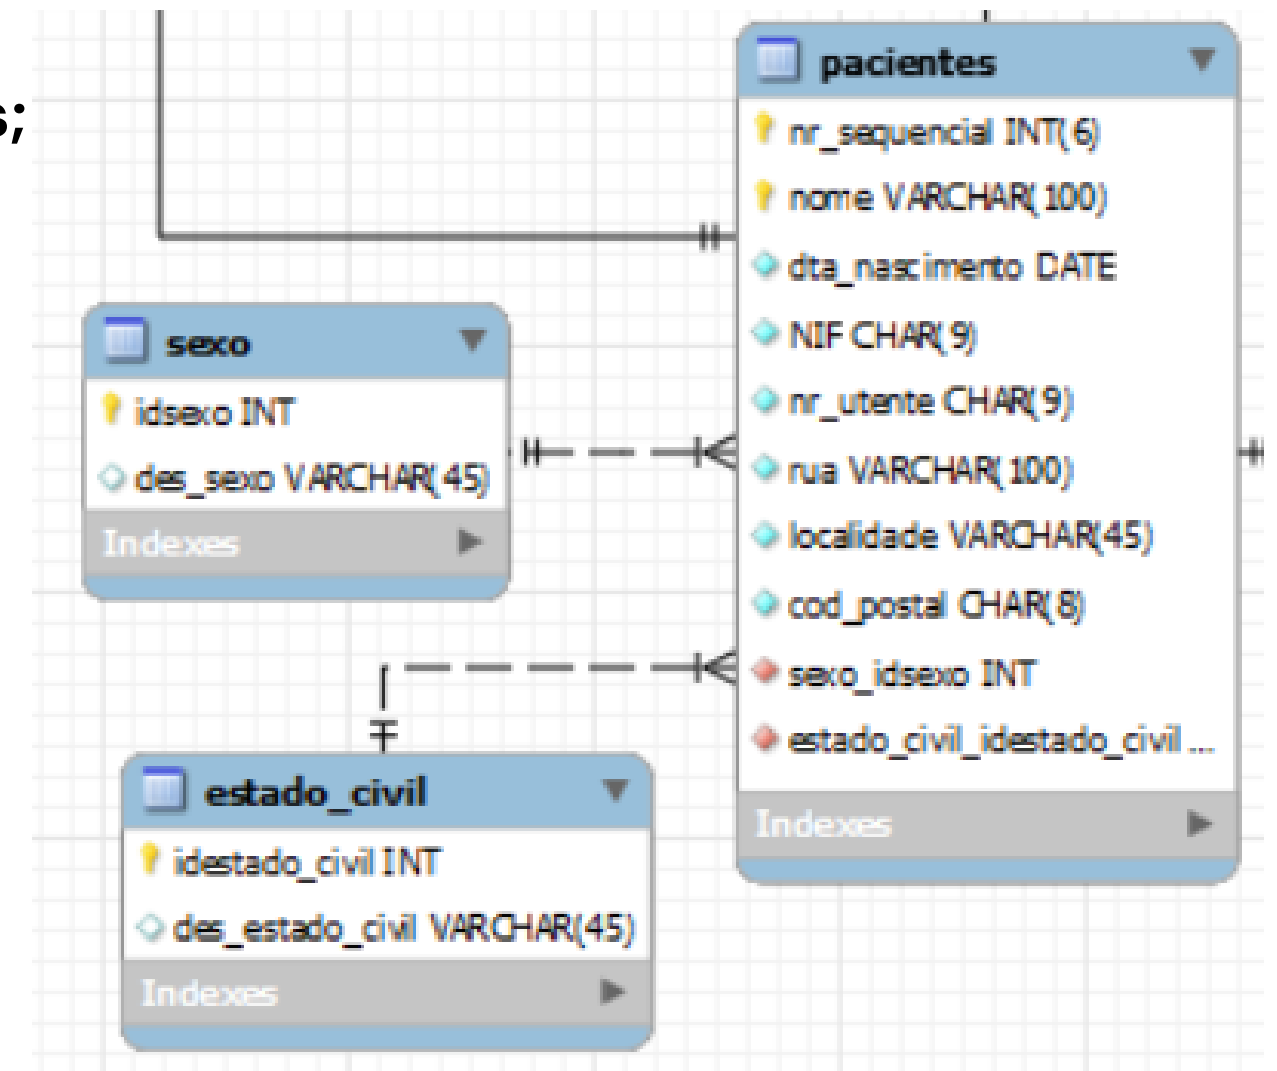 s;
pacientes
nr_sequencial INT(6)
nome VARCHAR(100)
dta_nascimento DATE
NIF CHAR(9)
nr_utente CHAR(9)
rua VARCHAR(100)
localidade VARCHAR(45)
cod_postal CHAR(8)
sexo_idsexo INT
estado_civil_idestado_civil ...
Indexes
sexo
idsexo INT
des_sexo VARCHAR(45)
Indexes
estado_civil
idestado_civil INT
des_estado_civil VARCHAR(45)
Indexes